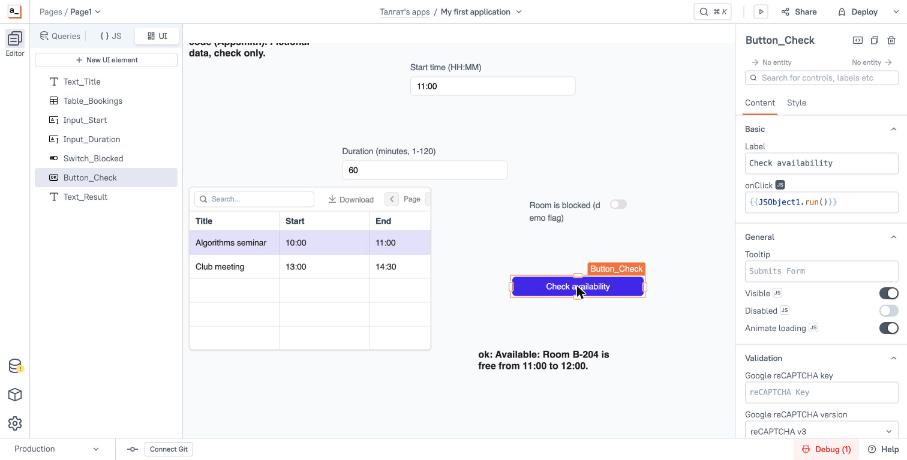 a_
Pages / Page1
Таллат's apps / My first application
⌘ K
Share
Deploy
Editor
Queries
JS
UI
+ New UI element
Text_Title
Table_Bookings
Input_Start
Input_Duration
Switch_Blocked
Button_Check
Text_Result
data, check only.
Start time (HH:MM)
11:00
Duration (minutes, 1-120)
60
Search...
Download
Page
Title Start End
Algorithms seminar 10:00 11:00
Club meeting 13:00 14:30
Room is blocked (d
emo flag)
Button_Check
Check availability
ok: Available: Room B-204 is
free from 11:00 to 12:00.
Button_Check
No entity
No entity
Search for controls, labels etc
Content Style
Basic
Label
Check availability
onClick JS
{{JSObject1.run()}}
General
Tooltip
Submits Form
Visible JS
Disabled JS
Animate loading JS
Validation
Google reCAPTCHA key
reCAPTCHA Key
Google reCAPTCHA version
reCAPTCHA v3
Production
Connect Git
Debug (1)
Help